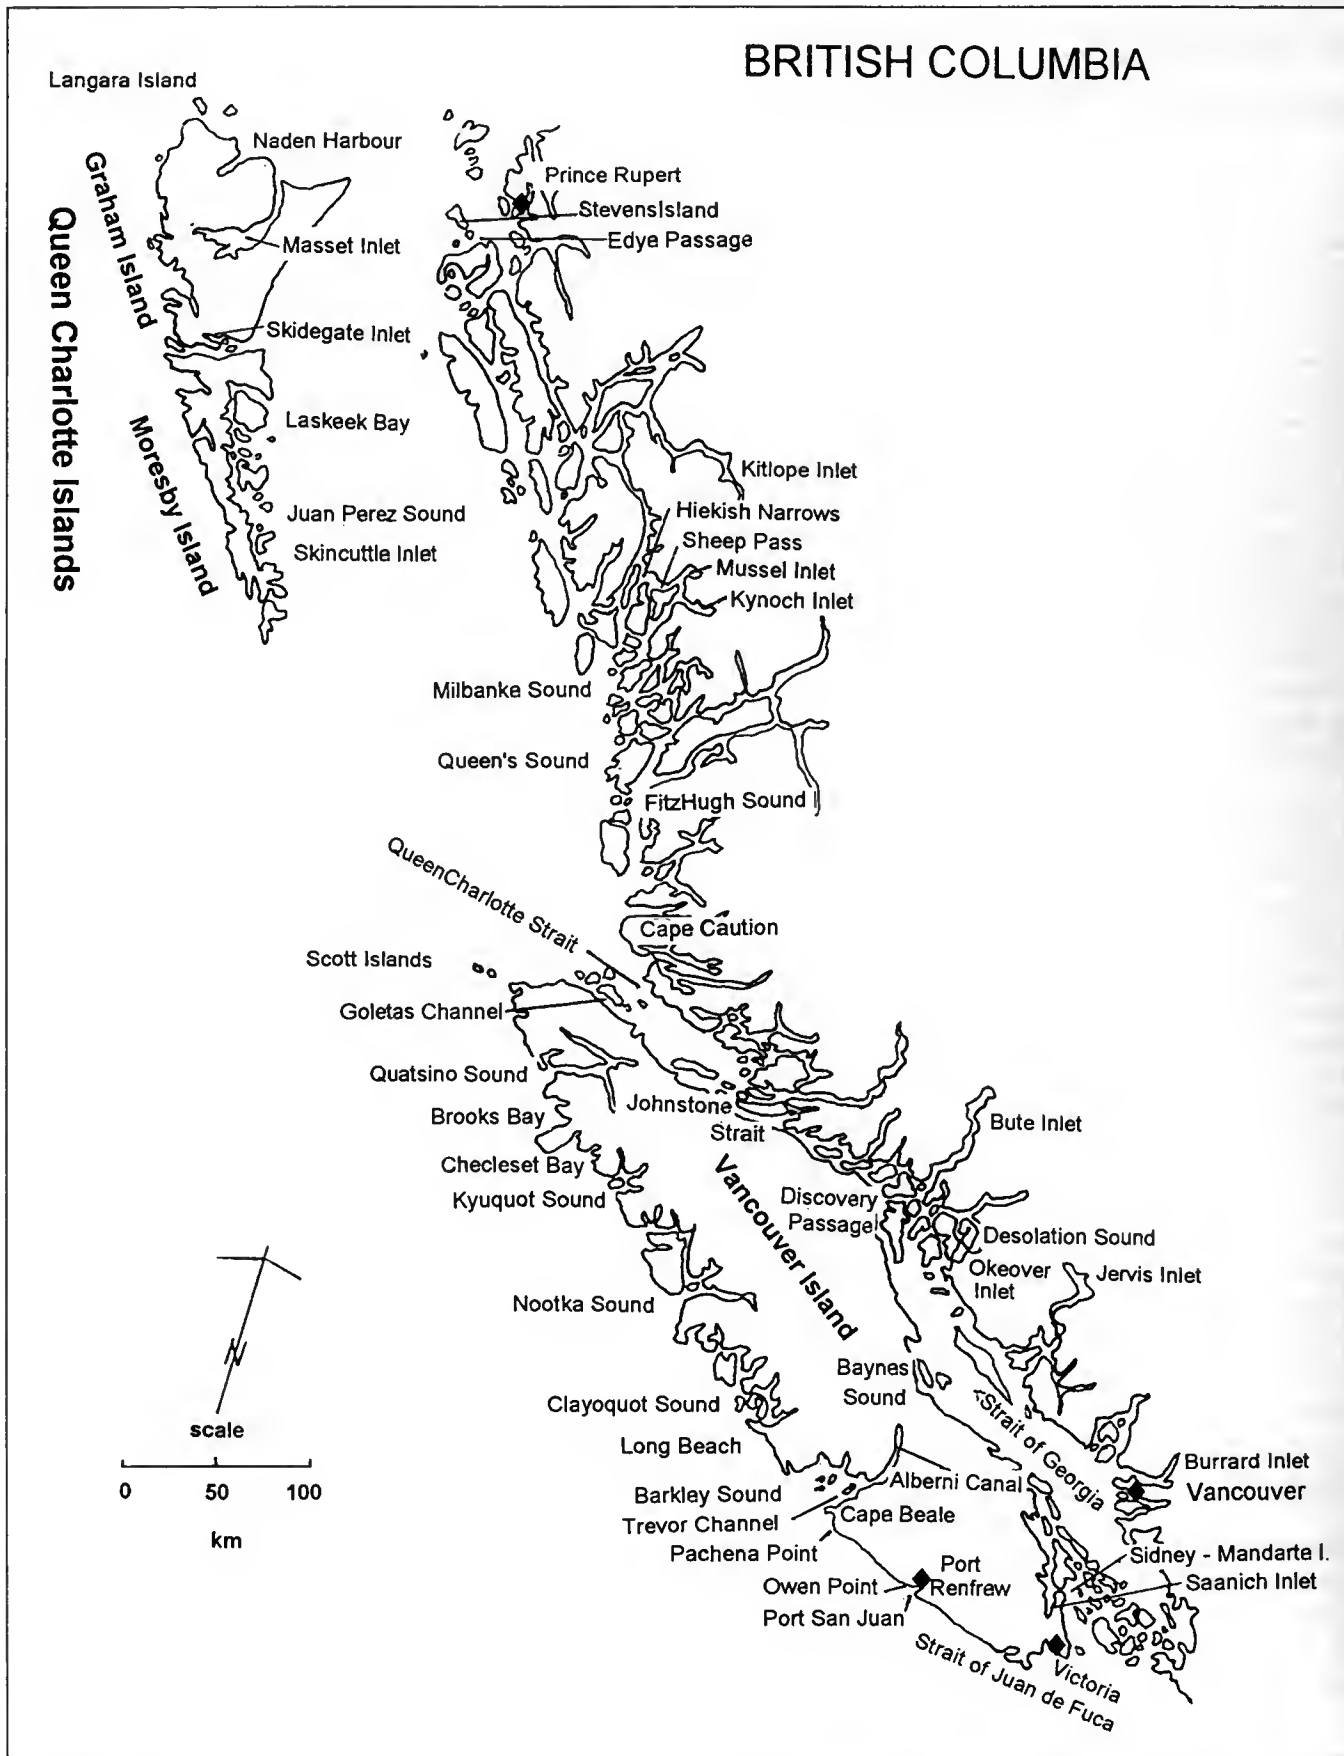 BRITISH COLUMBIA
Langara Island
Naden Harbour
Graham Island
Queen Charlotte Islands
Masset Inlet
Skidegate Inlet
Moresby Island
Laskeek Bay
Juan Perez Sound
Skincuttle Inlet
Prince Rupert
StevensIsland
Edye Passage
Kitlope Inlet
Hiekish Narrows
Sheep Pass
Mussel Inlet
Kynoch Inlet
Milbanke Sound
Queen's Sound
FitzHugh Sound
QueenCharlotte Strait
Cape Caution
Scott Islands
Goletas Channel
Quatsino Sound
Brooks Bay
Johnstone
Strait
Checleset Bay
Kyuquot Sound
Vancouver Island
Bute Inlet
Discovery
Passage
Desolation Sound
Okeover
Inlet
Jervis Inlet
Nootka Sound
Baynes
Sound
Clayoquot Sound
Strait of Georgia
Long Beach
Barkley Sound
Alberni Canal
Burrard Inlet
Vancouver
Trevor Channel
Cape Beale
Pachena Point
Port
Renfrew
Owen Point
Port San Juan
Sidney - Mandarte I.
Saanich Inlet
Victoria
Strait of Juan de Fuca
N
scale
0 50 100
km